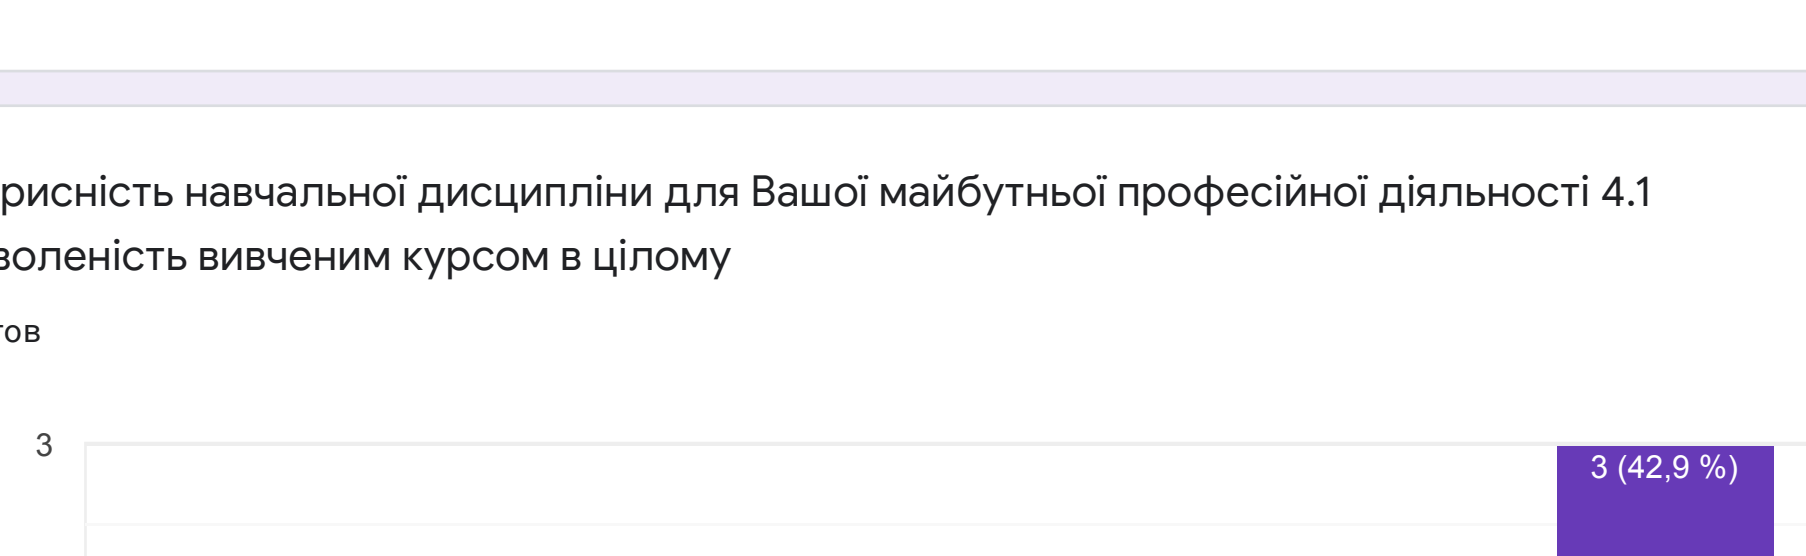 рисність навчальної дисципліни для Вашої майбутньої професійної діяльності 4.1
воленість вивченим курсом в цілому
тов
3
3 (42,9 %)